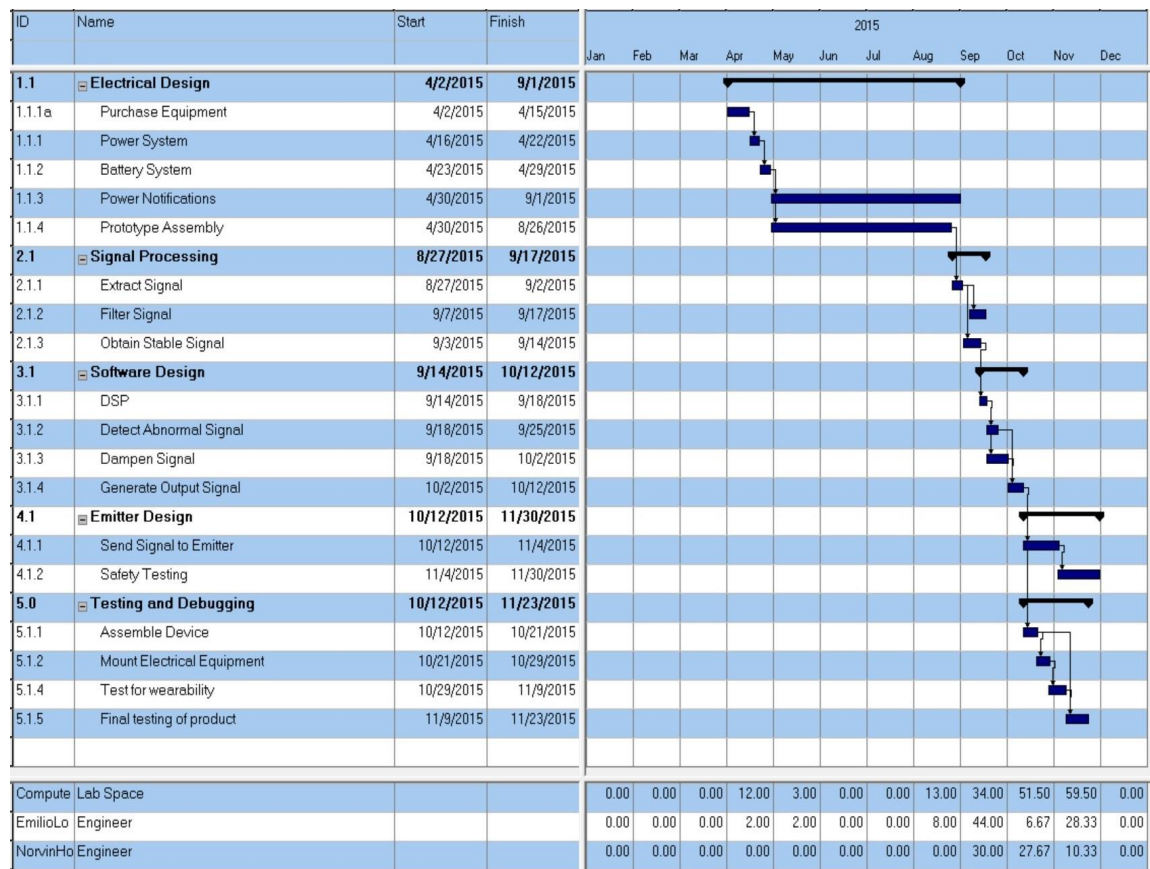 ID Name Start Finish 2015
Jan Feb Mar Apr May Jun Jul Aug Sep Oct Nov Dec
1.1 Electrical Design 4/2/2015 9/1/2015
1.1.1a Purchase Equipment 4/2/2015 4/15/2015
1.1.1 Power System 4/16/2015 4/22/2015
1.1.2 Battery System 4/23/2015 4/29/2015
1.1.3 Power Notifications 4/30/2015 9/1/2015
1.1.4 Prototype Assembly 4/30/2015 8/26/2015
2.1 Signal Processing 8/27/2015 9/17/2015
2.1.1 Extract Signal 8/27/2015 9/2/2015
2.1.2 Filter Signal 9/7/2015 9/17/2015
2.1.3 Obtain Stable Signal 9/3/2015 9/14/2015
3.1 Software Design 9/14/2015 10/12/2015
3.1.1 DSP 9/14/2015 9/18/2015
3.1.2 Detect Abnormal Signal 9/18/2015 9/25/2015
3.1.3 Dampen Signal 9/18/2015 10/2/2015
3.1.4 Generate Output Signal 10/2/2015 10/12/2015
4.1 Emitter Design 10/12/2015 11/30/2015
4.1.1 Send Signal to Emitter 10/12/2015 11/4/2015
4.1.2 Safety Testing 11/4/2015 11/30/2015
5.0 Testing and Debugging 10/12/2015 11/23/2015
5.1.1 Assemble Device 10/12/2015 10/21/2015
5.1.2 Mount Electrical Equipment 10/21/2015 10/29/2015
5.1.4 Test for wearability 10/29/2015 11/9/2015
5.1.5 Final testing of product 11/9/2015 11/23/2015
Compute Lab Space 0.00 0.00 0.00 12.00 3.00 0.00 0.00 13.00 34.00 51.50 59.50 0.00
EmilioLo Engineer 0.00 0.00 0.00 2.00 2.00 0.00 0.00 8.00 44.00 6.67 28.33 0.00
NorvinHo Engineer 0.00 0.00 0.00 0.00 0.00 0.00 0.00 0.00 30.00 27.67 10.33 0.00